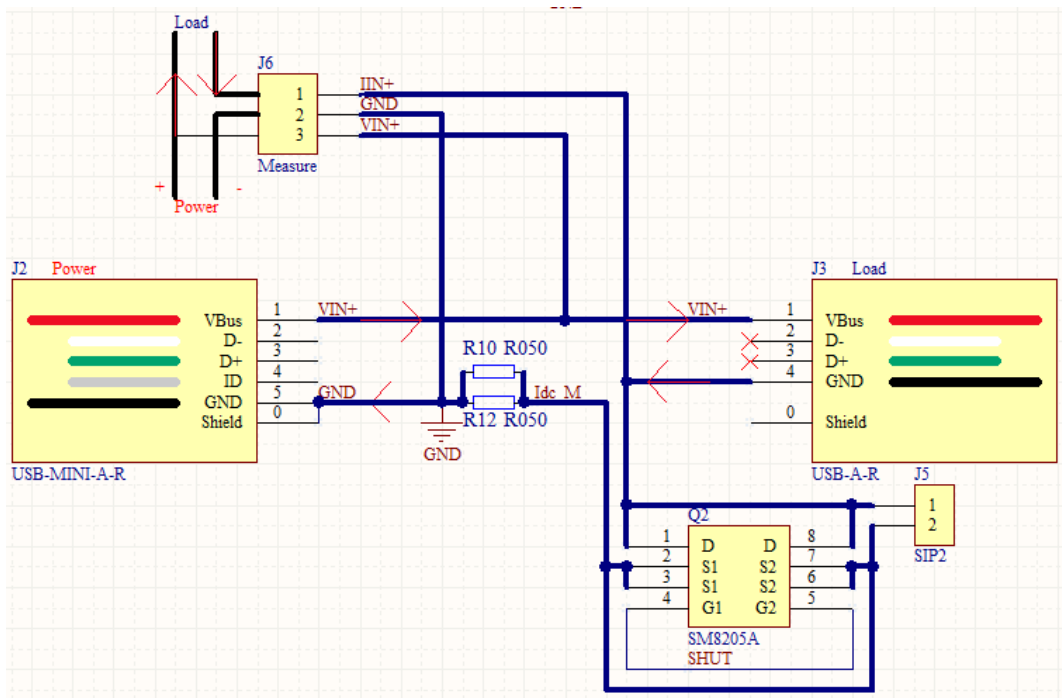 Load
J6
1 IIN+
2 GND
3 VIN+
Measure
+ -
Power
J2 Power
VBus 1 VIN+
D- 2
D+ 3
ID 4
GND 5 GND
Shield 0
USB-MINI-A-R
R10 R050
Idc_M
R12 R050
GND
J3 Load
VIN+ 1 VBus
2 D-
3 D+
4 GND
0 Shield
USB-A-R
J5
1
2
SIP2
Q2
1 D D 8
2 S1 S2 7
3 S1 S2 6
4 G1 G2 5
SM8205A
SHUT